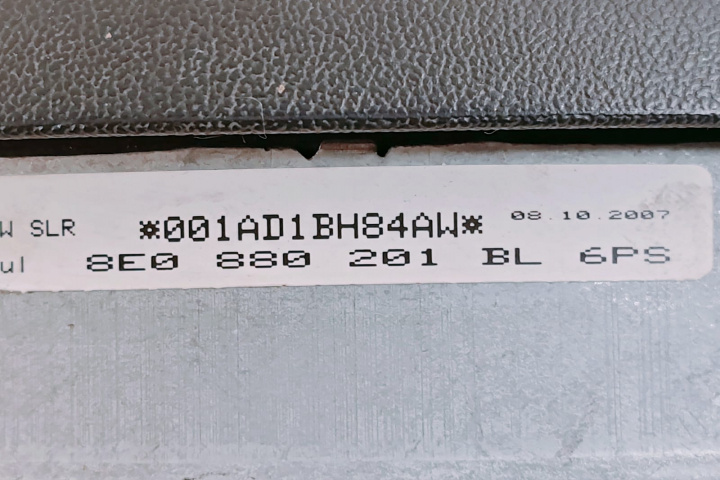 W SLR *001AD1BH84AW* 08.10.2007
ul 8E0 880 201 BL 6PS